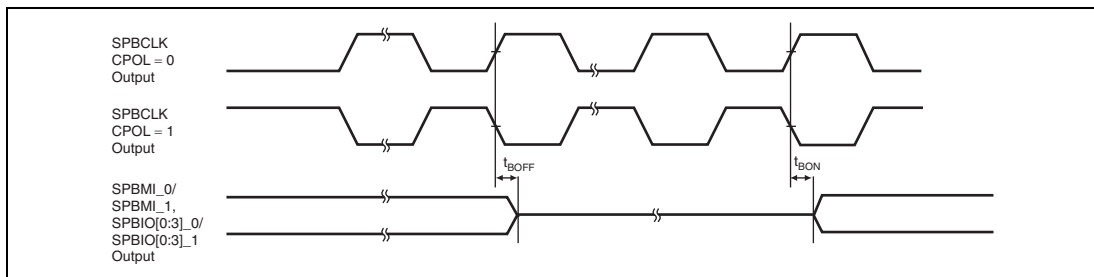 SPBCLK
CPOL = 0
Output
SPBCLK
CPOL = 1
Output
tBOFF
tBON
SPBMI_0/
SPBMI_1,
SPBIO[0:3]_0/
SPBIO[0:3]_1
Output